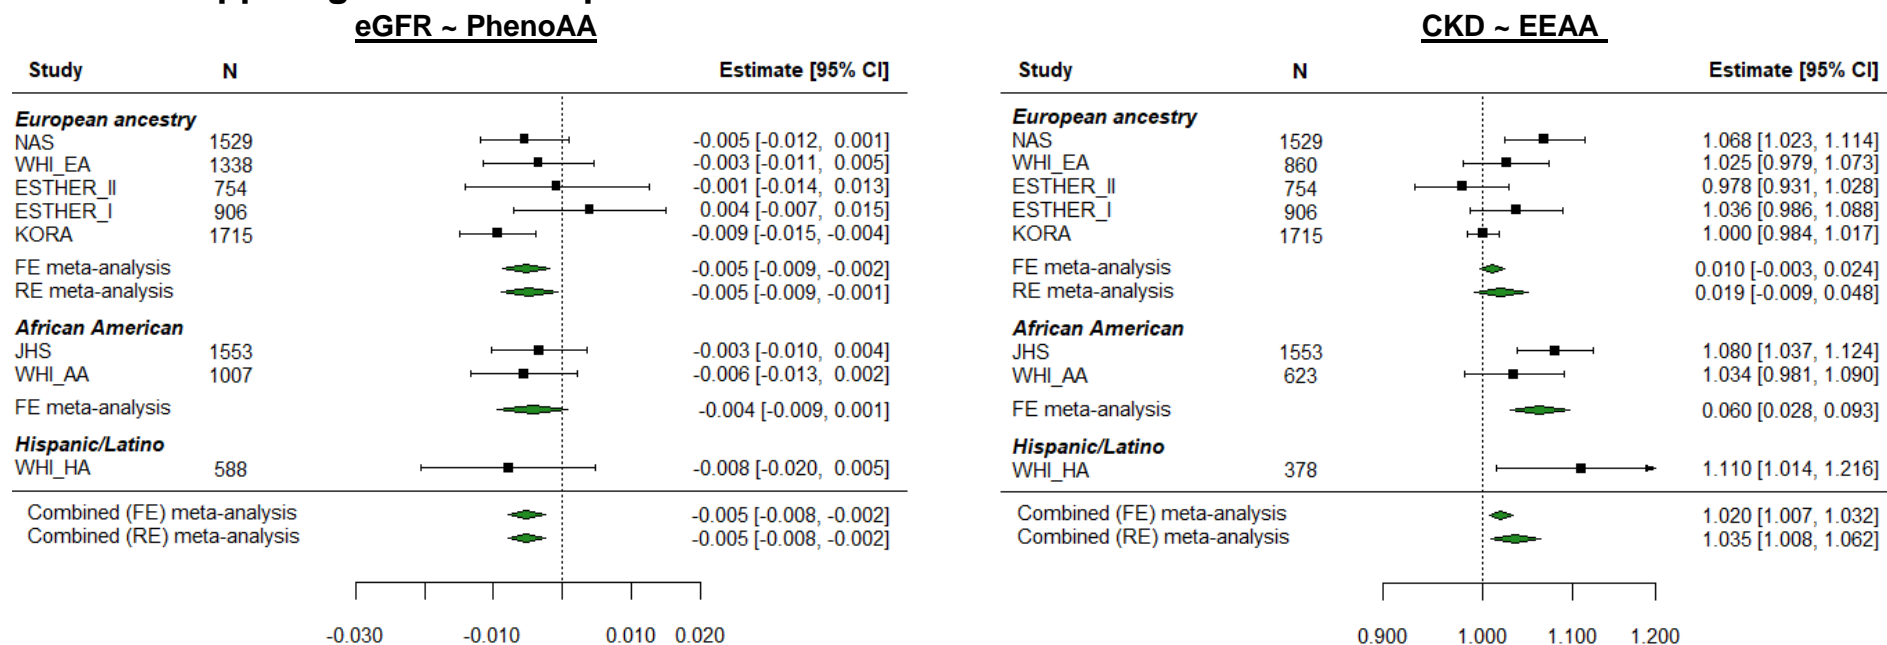 eGFR ~ PhenoAA
Study N Estimate [95% CI]
European ancestry
NAS 1529 -0.005 [-0.012, 0.001]
WHI_EA 1338 -0.003 [-0.011, 0.005]
ESTHER_II 754 -0.001 [-0.014, 0.013]
ESTHER_I 906 0.004 [-0.007, 0.015]
KORA 1715 -0.009 [-0.015, -0.004]
FE meta-analysis -0.005 [-0.009, -0.002]
RE meta-analysis -0.005 [-0.009, -0.001]
African American
JHS 1553 -0.003 [-0.010, 0.004]
WHI_AA 1007 -0.006 [-0.013, 0.002]
FE meta-analysis -0.004 [-0.009, 0.001]
Hispanic/Latino
WHI_HA 588 -0.008 [-0.020, 0.005]
Combined (FE) meta-analysis -0.005 [-0.008, -0.002]
Combined (RE) meta-analysis -0.005 [-0.008, -0.002]
-0.030 -0.010 0.010 0.020
CKD ~ EEAA
Study N Estimate [95% CI]
European ancestry
NAS 1529 1.068 [1.023, 1.114]
WHI_EA 860 1.025 [0.979, 1.073]
ESTHER_II 754 0.978 [0.931, 1.028]
ESTHER_I 906 1.036 [0.986, 1.088]
KORA 1715 1.000 [0.984, 1.017]
FE meta-analysis 0.010 [-0.003, 0.024]
RE meta-analysis 0.019 [-0.009, 0.048]
African American
JHS 1553 1.080 [1.037, 1.124]
WHI_AA 623 1.034 [0.981, 1.090]
FE meta-analysis 0.060 [0.028, 0.093]
Hispanic/Latino
WHI_HA 378 1.110 [1.014, 1.216]
Combined (FE) meta-analysis 1.020 [1.007, 1.032]
Combined (RE) meta-analysis 1.035 [1.008, 1.062]
0.900 1.000 1.100 1.200